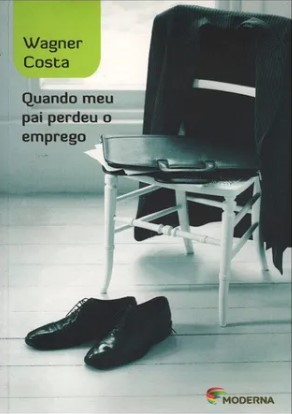 Wagner
Costa
Quando meu
pai perdeu o
emprego
MODERNA